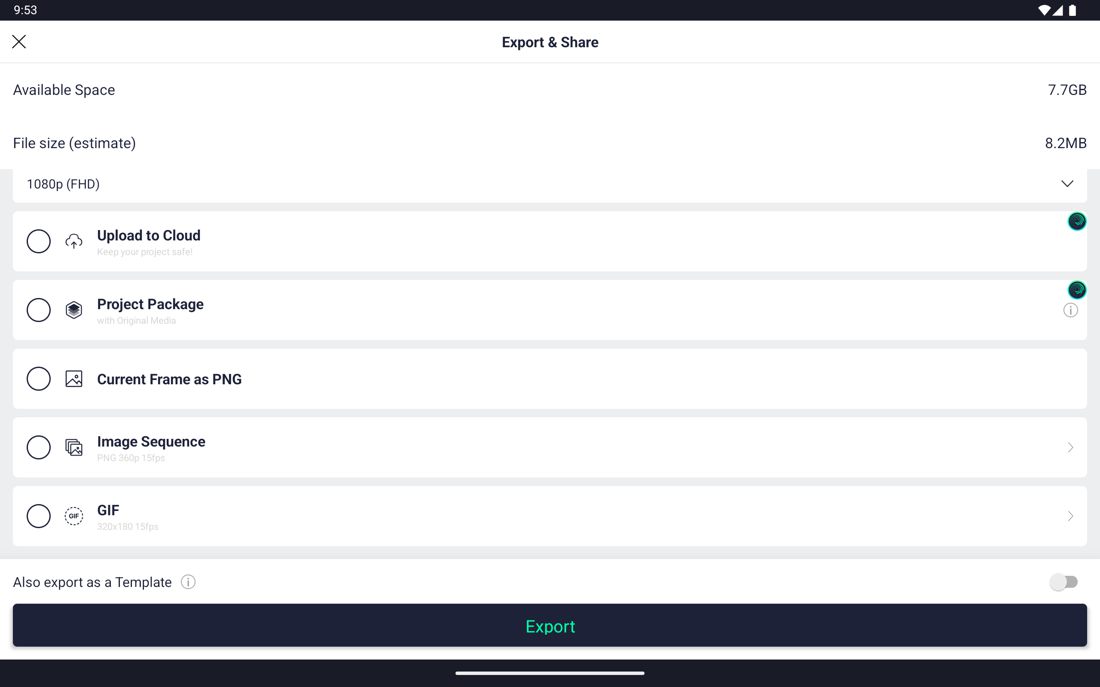 9:53
Export & Share
Available Space 7.7GB
File size (estimate) 8.2MB
1080p (FHD)
Upload to Cloud
Keep your project safe!
Project Package
with Original Media
Current Frame as PNG
Image Sequence
PNG 360p 15fps
GIF
GIF
320x180 15fps
Also export as a Template
Export